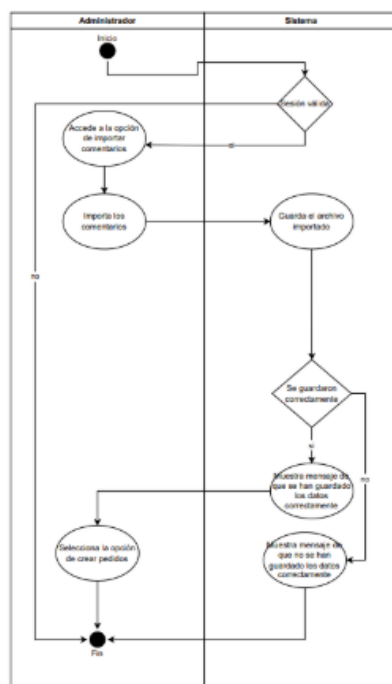 Administrador
Sistema
Inicio
Sesión válida
Accede a la opción
de importar
comentarios
si
Importa los
comentarios
Guarda el archivo
importado
no
Se guardaron
correctamente
si
no
Muestra mensaje de
que se han guardado
los datos
correctamente
Selecciona la opción
de crear pedidos
Muestra mensaje de
que no se han
guardado los datos
correctamente
Fin